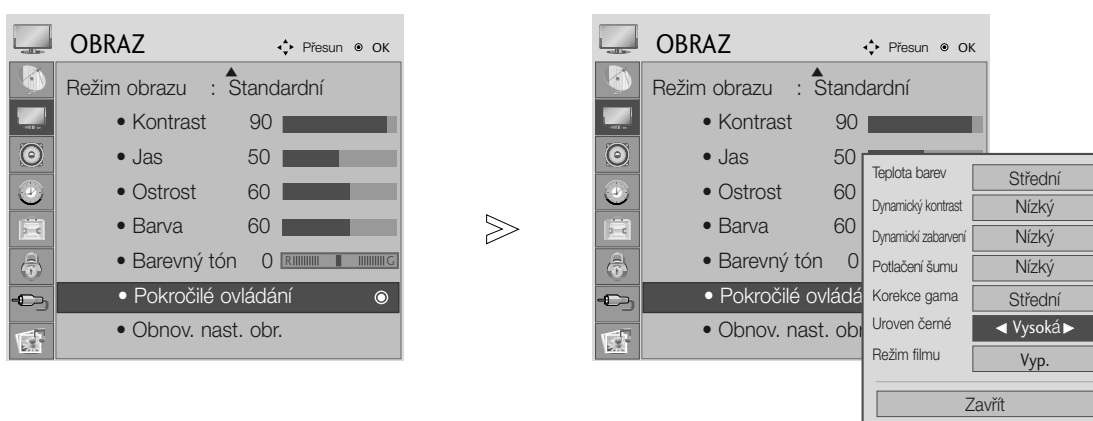 OBRAZ Přesun OK
Režim obrazu : Standardní
• Kontrast 90
• Jas 50
• Ostrost 60
• Barva 60
• Barevný tón 0 R G
• Pokročilé ovládání
• Obnov. nast. obr.
>
OBRAZ Přesun OK
Režim obrazu : Standardní
• Kontrast 90
• Jas 50
• Ostrost 60
• Barva 60
• Barevný tón 0
• Pokročilé ovládá
• Obnov. nast. obr
Teplota barev Střední
Dynamický kontrast Nízký
Dynamickí zabarvení Nízký
Potlačení šumu Nízký
Korekce gama Střední
Uroven černé ◄ Vysoká ►
Režim filmu Vyp.
Zavřít